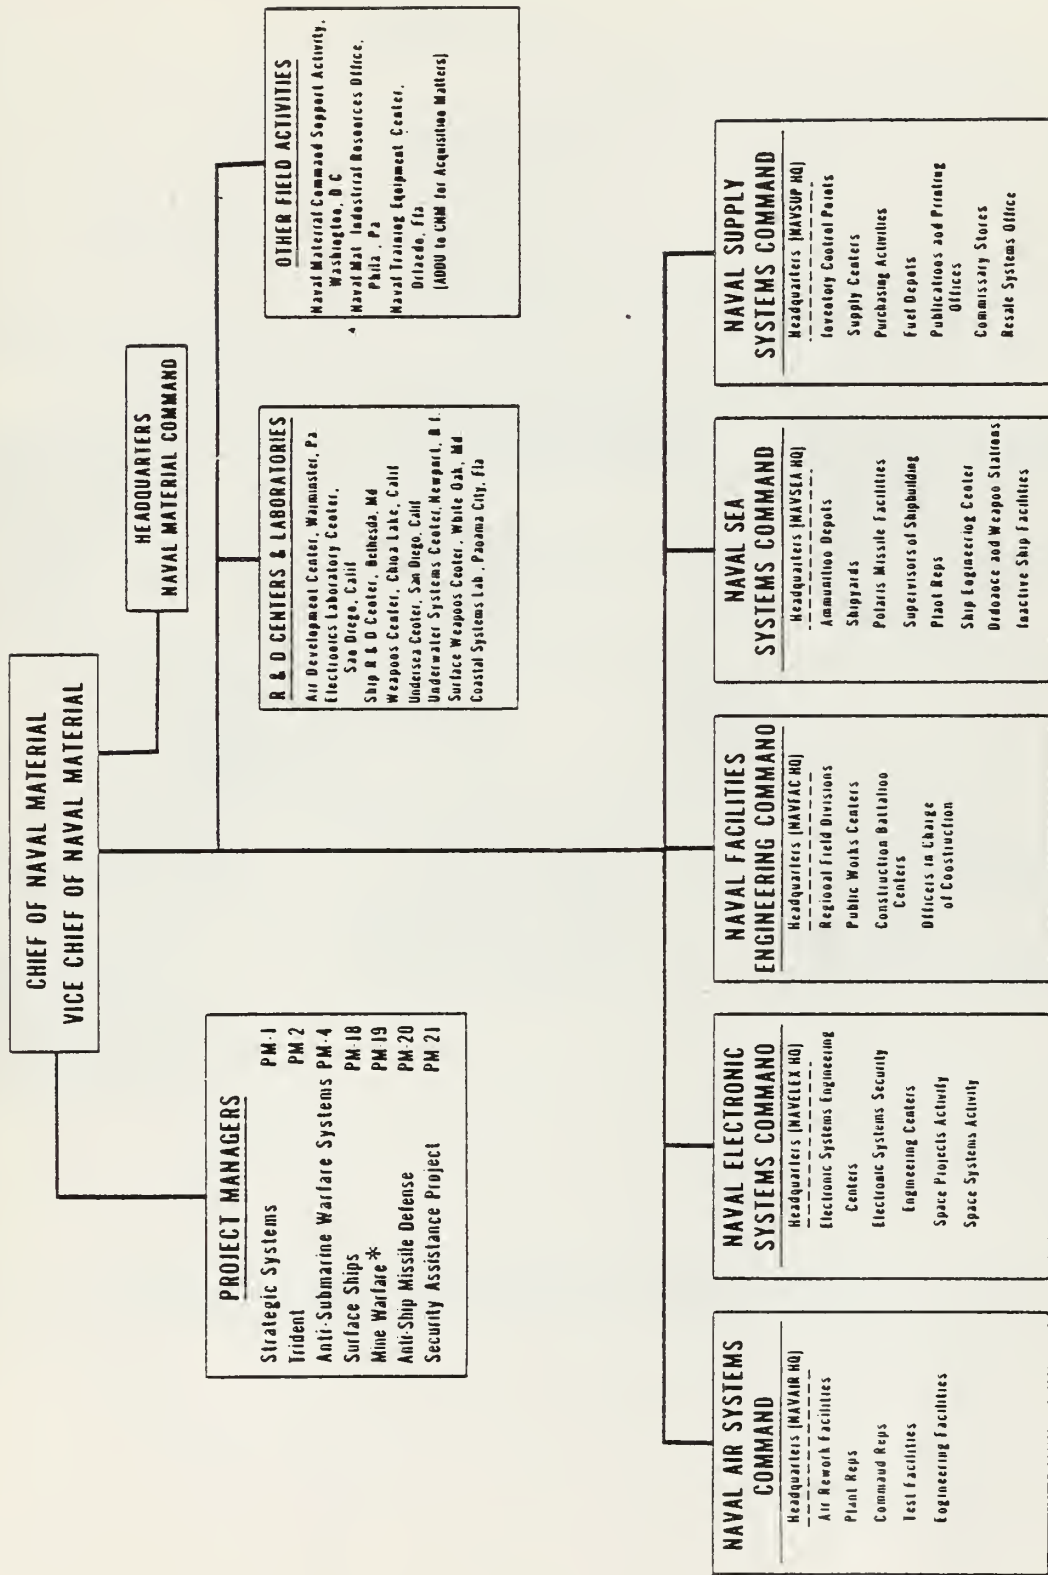 CHIEF OF NAVAL MATERIAL
VICE CHIEF OF NAVAL MATERIAL
HEADQUARTERS
NAVAL MATERIAL COMMAND
PROJECT MANAGERS
Strategic Systems PM-1
Trident PM-2
Anti-Submarine Warfare Systems PM-4
Surface Ships PM-18
Mine Warfare * PM-19
Anti-Ship Missile Defense PM-20
Security Assistance Project PM 21
R & D CENTERS & LABORATORIES
Air Development Center, Warminster, Pa
Electronics Laboratory Center,
San Diego, Calif
Ship R & D Center, Bethesda, Md
Weapons Center, China Lake, Calif
Undersea Center, San Diego, Calif
Underwater Systems Center, Newport, R I.
Surface Weapons Center, White Oak, Md
Coastal Systems Lab, Panama City, Fla
OTHER FIELD ACTIVITIES
Naval Material Command Support Activity,
Washington, D C
Naval Mat Industrial Resources Office,
Phila, Pa
Naval Training Equipment Center,
Orlando, Fla
(ADDU to CNM for Acquisition Matters)
NAVAL AIR SYSTEMS
COMMAND
Headquarters (NAVAIR HQ)
Air Rework Facilities
Plant Reps
Command Reps
Test Facilities
Engineering Facilities
NAVAL ELECTRONIC
SYSTEMS COMMAND
Headquarters (NAVELEX HQ)
Electronic Systems Engineering
Centers
Electronic Systems Security
Engineering Centers
Space Projects Activity
Space Systems Activity
NAVAL FACILITIES
ENGINEERING COMMAND
Headquarters (NAVFAC HQ)
Regional Field Divisions
Public Works Centers
Construction Battalion
Centers
Officers in Charge
of Construction
NAVAL SEA
SYSTEMS COMMAND
Headquarters (NAVSEA HQ)
Ammunition Depots
Shipyards
Polaris Missile Facilities
Supervisors of Shipbuilding
Plant Reps
Ship Engineering Center
Ordnance and Weapon Stations
Inactive Ship Facilities
NAVAL SUPPLY
SYSTEMS COMMAND
Headquarters (NAVSUP HQ)
Inventory Control Points
Supply Centers
Purchasing Activities
Fuel Depots
Publications and Printing
Offices
Commissary Stores
Resale Systems Office